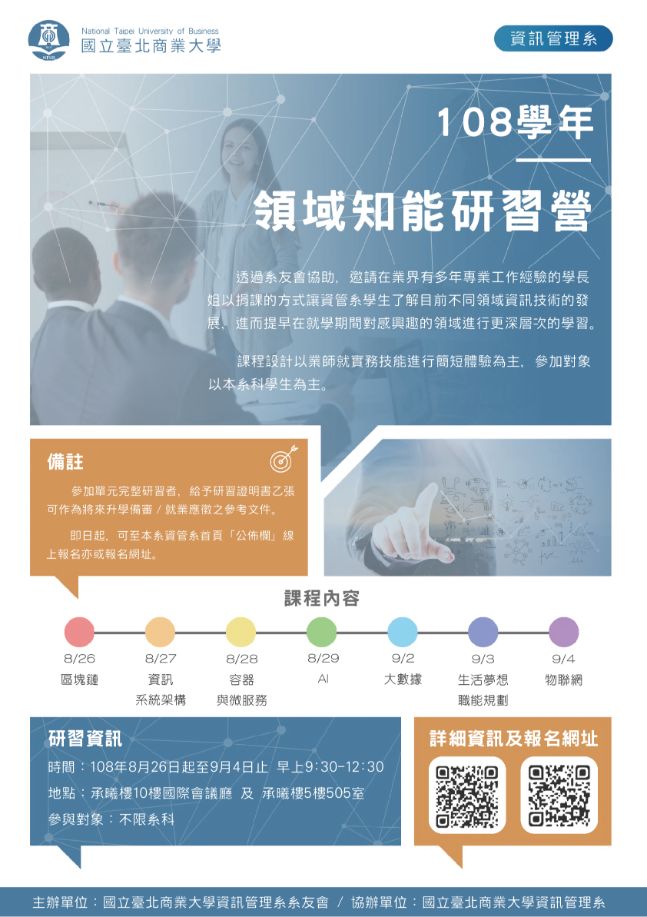 National Taipei University of Business
國立臺北商業大學
資訊管理系
108學年
領域知能研習營
透過系友會協助，邀請在業界有多年專業工作經驗的學長
姐以捐課的方式讓資管系學生了解目前不同領域資訊技術的發
展，進而提早在就學期間對感興趣的領域進行更深層次的學習。
課程設計以業師就實務技能進行簡短體驗為主，參加對象
以本系科學生為主。
備註
參加單元完整研習者，給予研習證明書乙張
可作為將來升學備審/就業應徵之參考文件。
即日起，可至本系資管系首頁「公佈欄」線
上報名亦或報名網址。
課程內容
8/26 8/27 8/28 8/29 9/2 9/3 9/4
區塊鏈 資訊 容器 AI 大數據 生活夢想 物聯網
系統架構 與微服務 職能規劃
研習資訊
時間：108年8月26日起至9月4日止 早上9:30-12:30
地點：承曦樓10樓國際會議廳 及 承曦樓5樓505室
參與對象：不限系科
詳細資訊及報名網址
主辦單位：國立臺北商業大學資訊管理系系友會 / 協辦單位：國立臺北商業大學資訊管理系